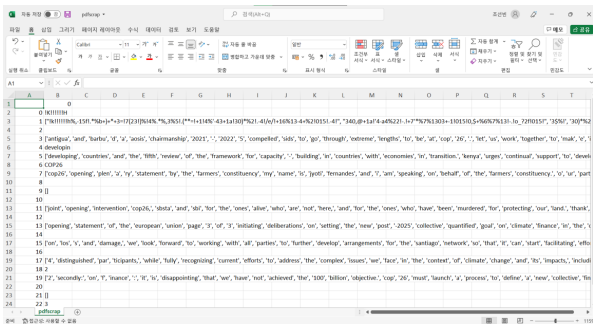 자동 저장 pdfscrap
검색(Alt+Q)
조민선
파일 홈 삽입 그리기 페이지 레이아웃 수식 데이터 검토 보기 도움말
메모 공유
붙여넣기
Calibri 11
가 가 가
자동 줄 바꿈
병합하고 가운데 맞춤
일반
조건부 서식 표 서식 셀 스타일
삽입 삭제 서식
자동 합계
채우기
지우기
정렬 및 필터 찾기 및 선택
실행 취소 클립보드 글꼴 맞춤 표시 형식 스타일 셀 편집
A1
A B C D E F G H I J K L M N O P Q R S T
1 0
2 0
3 1
4 2
5 3 ['antigua', 'and', 'barbu', 'd', 'a', 'aosis', 'chairmanship', '2021', '-', '2022', '5', 'compelled', 'sids', 'to', 'go', 'through', 'extreme', 'lengths', 'to', 'be', 'at', 'cop', '26', '.', 'let', 'us', 'work', 'together', 'to', 'mak', 'e',
6 4 developin
7 5 ['developing', 'countries', 'and', 'the', 'fifth', 'review', 'of', 'the', 'framework', 'for', 'capacity', '-', 'building', 'in', 'countries', 'with', 'economies', 'in', 'transition.', 'kenya', 'urges', 'continual', 'support', 'to',
8 6 COP26
9 7 ['cop26', 'opening', 'plen', 'a', 'ry', 'statement', 'by', 'the', 'farmers', 'constituency', 'my', 'name', 'is', 'jyoti', 'fernandes', 'and', 'i', 'am', 'speaking', 'on', 'behalf', 'of', 'the', 'farmers', 'constituency.', 'o', 'ur',
10 8
11 9 []
12 10
13 11 ['joint', 'opening', 'intervention', 'cop26,', 'sbsta', 'and', 'sbi', 'for', 'the', 'ones', 'alive', 'who', 'are', 'not', 'here,', 'and', 'for', 'the', 'ones', 'who', 'have', 'been', 'murdered', 'for', 'protecting', 'our', 'land.', 'thank',
14 12
15 13 ['opening', 'statement', 'of', 'the', 'european', 'union', 'page', '3', 'of', '3', 'initiating', 'deliberations', 'on', 'setting', 'the', 'new', 'post', '-2025', 'collective', 'quantified', 'goal', 'on', 'climate', 'finance', 'in', 'the',
16 14
17 15 ['on', 'los', 's', 'and', 'damage,', 'we', 'look', 'forward', 'to', 'working', 'with', 'all', 'parties', 'to', 'further', 'develop', 'arrangements', 'for', 'the', 'santiago', 'network', 'so', 'that', 'it', 'can', 'start', 'facilitating',
18 16
19 17 ['4', 'distinguished', 'par', 'ticipants,', 'while', 'fully', 'recognizing', 'current', 'efforts', 'to', 'address', 'the', 'complex', 'issues', 'we', 'face', 'in', 'the', 'context', 'of', 'climate', 'change', 'and', 'its', 'impacts,',
20 18 2
21 19 ['2', 'secondly:', 'on', 'f', 'inance', ':', 'it', 'is', 'disappointing', 'that', 'we', 'have', 'not', 'achieved', 'the', '100', 'billion', 'objective.', 'cop', '26', 'must', 'launch', 'a', 'process', 'to', 'define', 'a', 'new', 'collective',
22 20
23 21 []
24 22 3
pdfscrap
준비 접근성: 사용할 수 없음